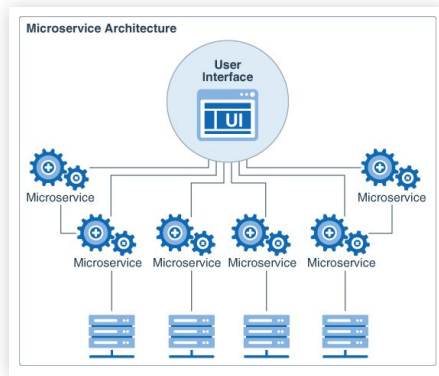 Microservice Architecture
User
Interface
UI
Microservice
Microservice
Microservice
Microservice
Microservice
Microservice